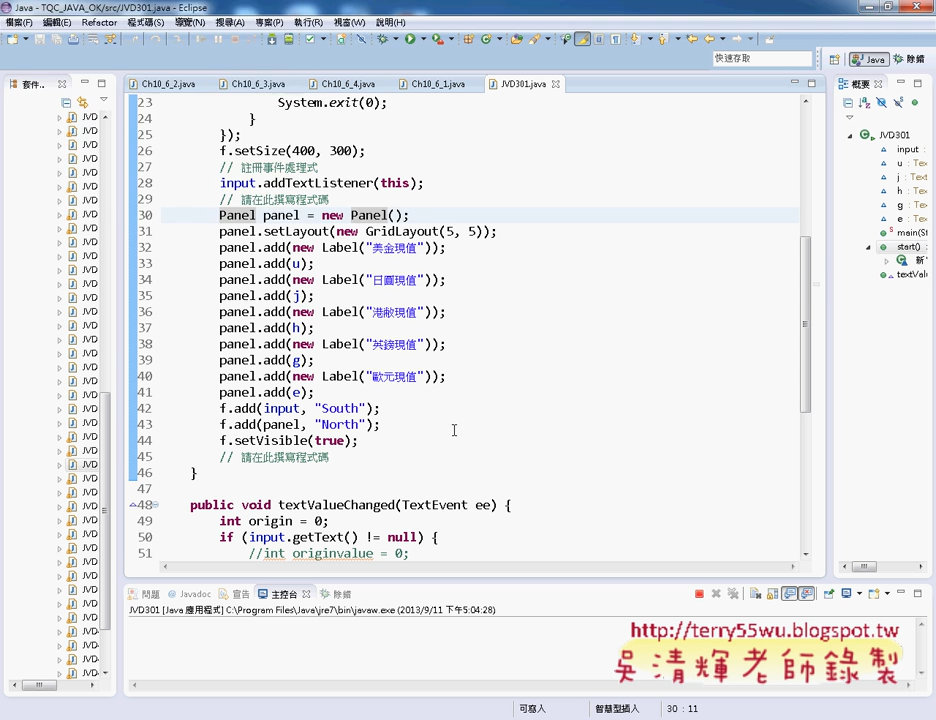 Java - TQC_JAVA_OK/src/JVD301.java - Eclipse
檔案(F) 編輯(E) Refactor 程式碼(S) 導覽(N) 搜尋(A) 專案(P) 執行(R) 視窗(W) 說明(H)
快速存取 Java 除錯
套件..
Ch10_6_2.java Ch10_6_3.java Ch10_6_4.java Ch10_6_1.java JVD301.java
概要
23 System.exit(0);
24 }
25 });
26 f.setSize(400, 300);
27 // 註冊事件處理式
28 input.addTextListener(this);
29 // 請在此撰寫程式碼
30 Panel panel = new Panel();
31 panel.setLayout(new GridLayout(5, 5));
32 panel.add(new Label("美金現值"));
33 panel.add(u);
34 panel.add(new Label("日圓現值"));
35 panel.add(j);
36 panel.add(new Label("港敝現值"));
37 panel.add(h);
38 panel.add(new Label("英鎊現值"));
39 panel.add(g);
40 panel.add(new Label("歐元現值"));
41 panel.add(e);
42 f.add(input, "South");
43 f.add(panel, "North");
44 f.setVisible(true);
45 // 請在此撰寫程式碼
46 }
47
48 public void textValueChanged(TextEvent ee) {
49 int origin = 0;
50 if (input.getText() != null) {
51 //int originvalue = 0;
JVD301
input
u : Tex
j : Text
h : Tex
g : Tex
e : Tex
main(St
start()
新
textVal
問題 Javadoc 宣告 主控台 除錯
JVD301 [Java 應用程式] C:\Program Files\Java\jre7\bin\javaw.exe (2013/9/11 下午5:04:28)
http://terry55wu.blogspot.tw
吳清輝老師錄製
可寫入 智慧型插入 30 : 11